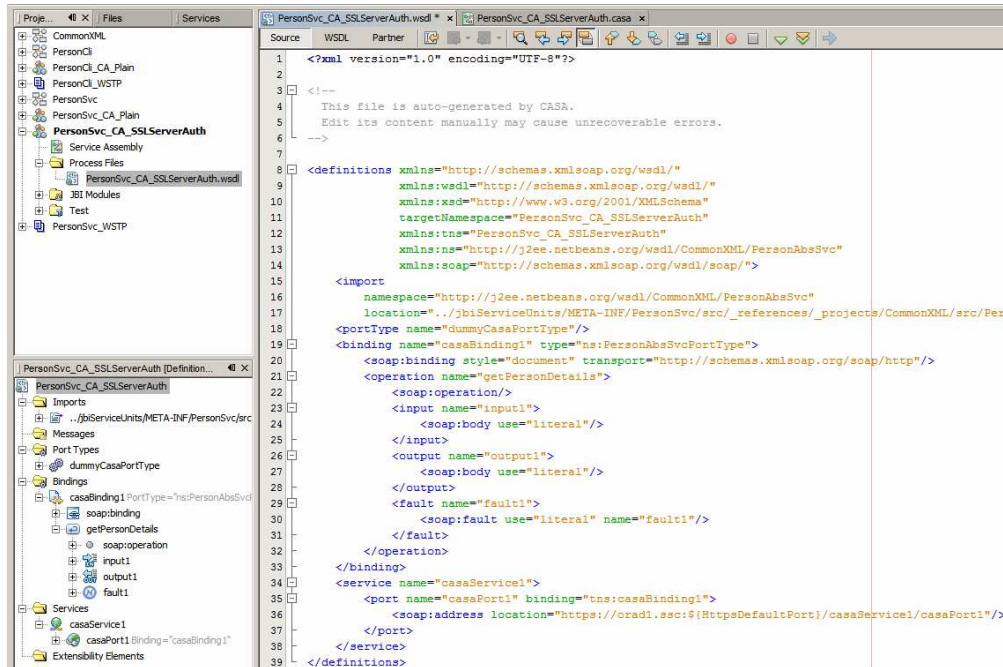 Proje...
Files
Services
CommonXML
PersonCli
PersonCli_CA_Plain
PersonCli_WSTP
PersonSvc
PersonSvc_CA_Plain
PersonSvc_CA_SSLServerAuth
Service Assembly
Process Files
PersonSvc_CA_SSLServerAuth.wsdl
JBI Modules
Test
PersonSvc_WSTP
PersonSvc_CA_SSLServerAuth [Definition...
PersonSvc_CA_SSLServerAuth
Imports
../jbiServiceUnits/META-INF/PersonSvc/src
Messages
Port Types
dummyCasaPortType
Bindings
casaBinding1 PortType="ns:PersonAbsSvcP
soap:binding
getPersonDetails
soap:operation
input1
output1
fault1
Services
casaService1
casaPort1 Binding="casaBinding1"
Extensibility Elements
PersonSvc_CA_SSLServerAuth.wsdl * x PersonSvc_CA_SSLServerAuth.casa x
Source WSDL Partner
1 <?xml version="1.0" encoding="UTF-8"?>
2
3 <!--
4 This file is auto-generated by CASA.
5 Edit its content manually may cause unrecoverable errors.
6 -->
7
8 <definitions xmlns="http://schemas.xmlsoap.org/wsdl/"
9 xmlns:wsdl="http://schemas.xmlsoap.org/wsdl/"
10 xmlns:xsd="http://www.w3.org/2001/XMLSchema"
11 targetNamespace="PersonSvc_CA_SSLServerAuth"
12 xmlns:tns="PersonSvc_CA_SSLServerAuth"
13 xmlns:ns="http://j2ee.netbeans.org/wsdl/CommonXML/PersonAbsSvc"
14 xmlns:soap="http://schemas.xmlsoap.org/wsdl/soap/">
15 <import
16 namespace="http://j2ee.netbeans.org/wsdl/CommonXML/PersonAbsSvc"
17 location="../jbiServiceUnits/META-INF/PersonSvc/src/_references/_projects/CommonXML/src/Per
18 <portType name="dummyCasaPortType"/>
19 <binding name="casaBinding1" type="ns:PersonAbsSvcPortType">
20 <soap:binding style="document" transport="http://schemas.xmlsoap.org/soap/http"/>
21 <operation name="getPersonDetails">
22 <soap:operation/>
23 <input name="input1">
24 <soap:body use="literal"/>
25 </input>
26 <output name="output1">
27 <soap:body use="literal"/>
28 </output>
29 <fault name="fault1">
30 <soap:fault use="literal" name="fault1"/>
31 </fault>
32 </operation>
33 </binding>
34 <service name="casaService1">
35 <port name="casaPort1" binding="tns:casaBinding1">
36 <soap:address location="https://orad1.ssc:${HttpsDefaultPort}/casaService1/casaPort1"/>
37 </port>
38 </service>
39 </definitions>